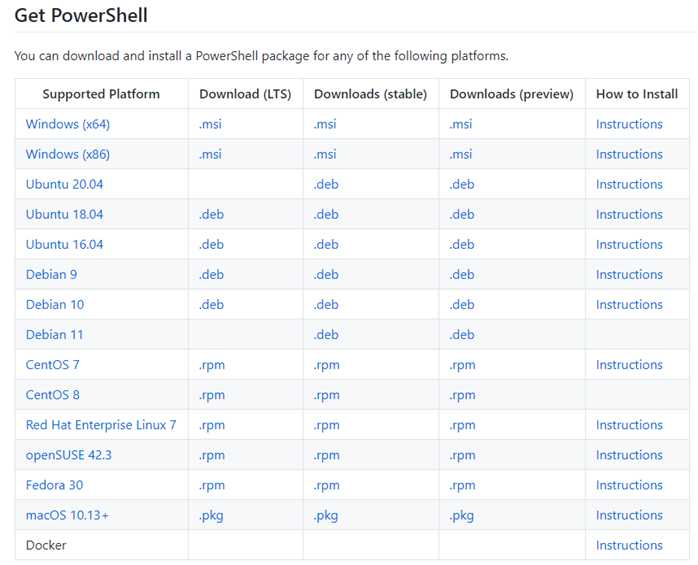 Get PowerShell
You can download and install a PowerShell package for any of the following platforms.
Supported Platform Download (LTS) Downloads (stable) Downloads (preview) How to Install
Windows (x64) .msi .msi .msi Instructions
Windows (x86) .msi .msi .msi Instructions
Ubuntu 20.04 .deb .deb Instructions
Ubuntu 18.04 .deb .deb .deb Instructions
Ubuntu 16.04 .deb .deb .deb Instructions
Debian 9 .deb .deb .deb Instructions
Debian 10 .deb .deb .deb Instructions
Debian 11 .deb .deb
CentOS 7 .rpm .rpm .rpm Instructions
CentOS 8 .rpm .rpm .rpm
Red Hat Enterprise Linux 7 .rpm .rpm .rpm Instructions
openSUSE 42.3 .rpm .rpm .rpm Instructions
Fedora 30 .rpm .rpm .rpm Instructions
macOS 10.13+ .pkg .pkg .pkg Instructions
Docker Instructions